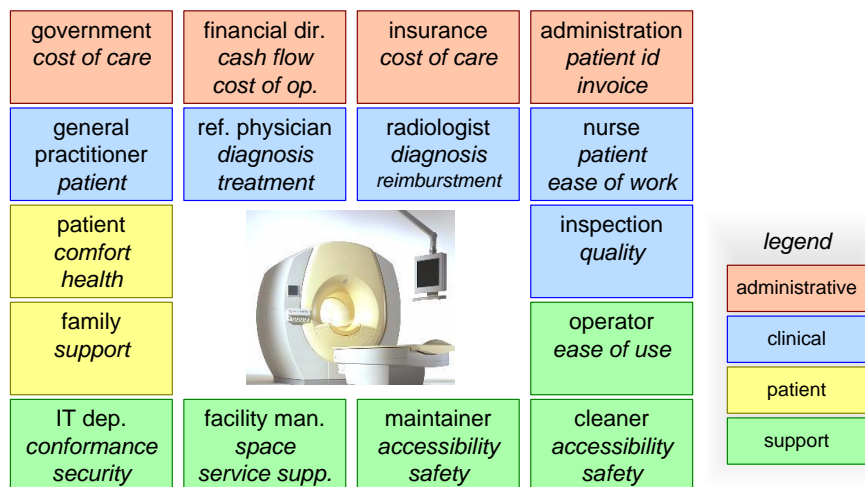 government
cost of care
financial dir.
cash flow
cost of op.
insurance
cost of care
administration
patient id
invoice
general
practitioner
patient
ref. physician
diagnosis
treatment
radiologist
diagnosis
reimburstment
nurse
patient
ease of work
patient
comfort
health
inspection
quality
family
support
operator
ease of use
IT dep.
conformance
security
facility man.
space
service supp.
maintainer
accessibility
safety
cleaner
accessibility
safety
legend
administrative
clinical
patient
support